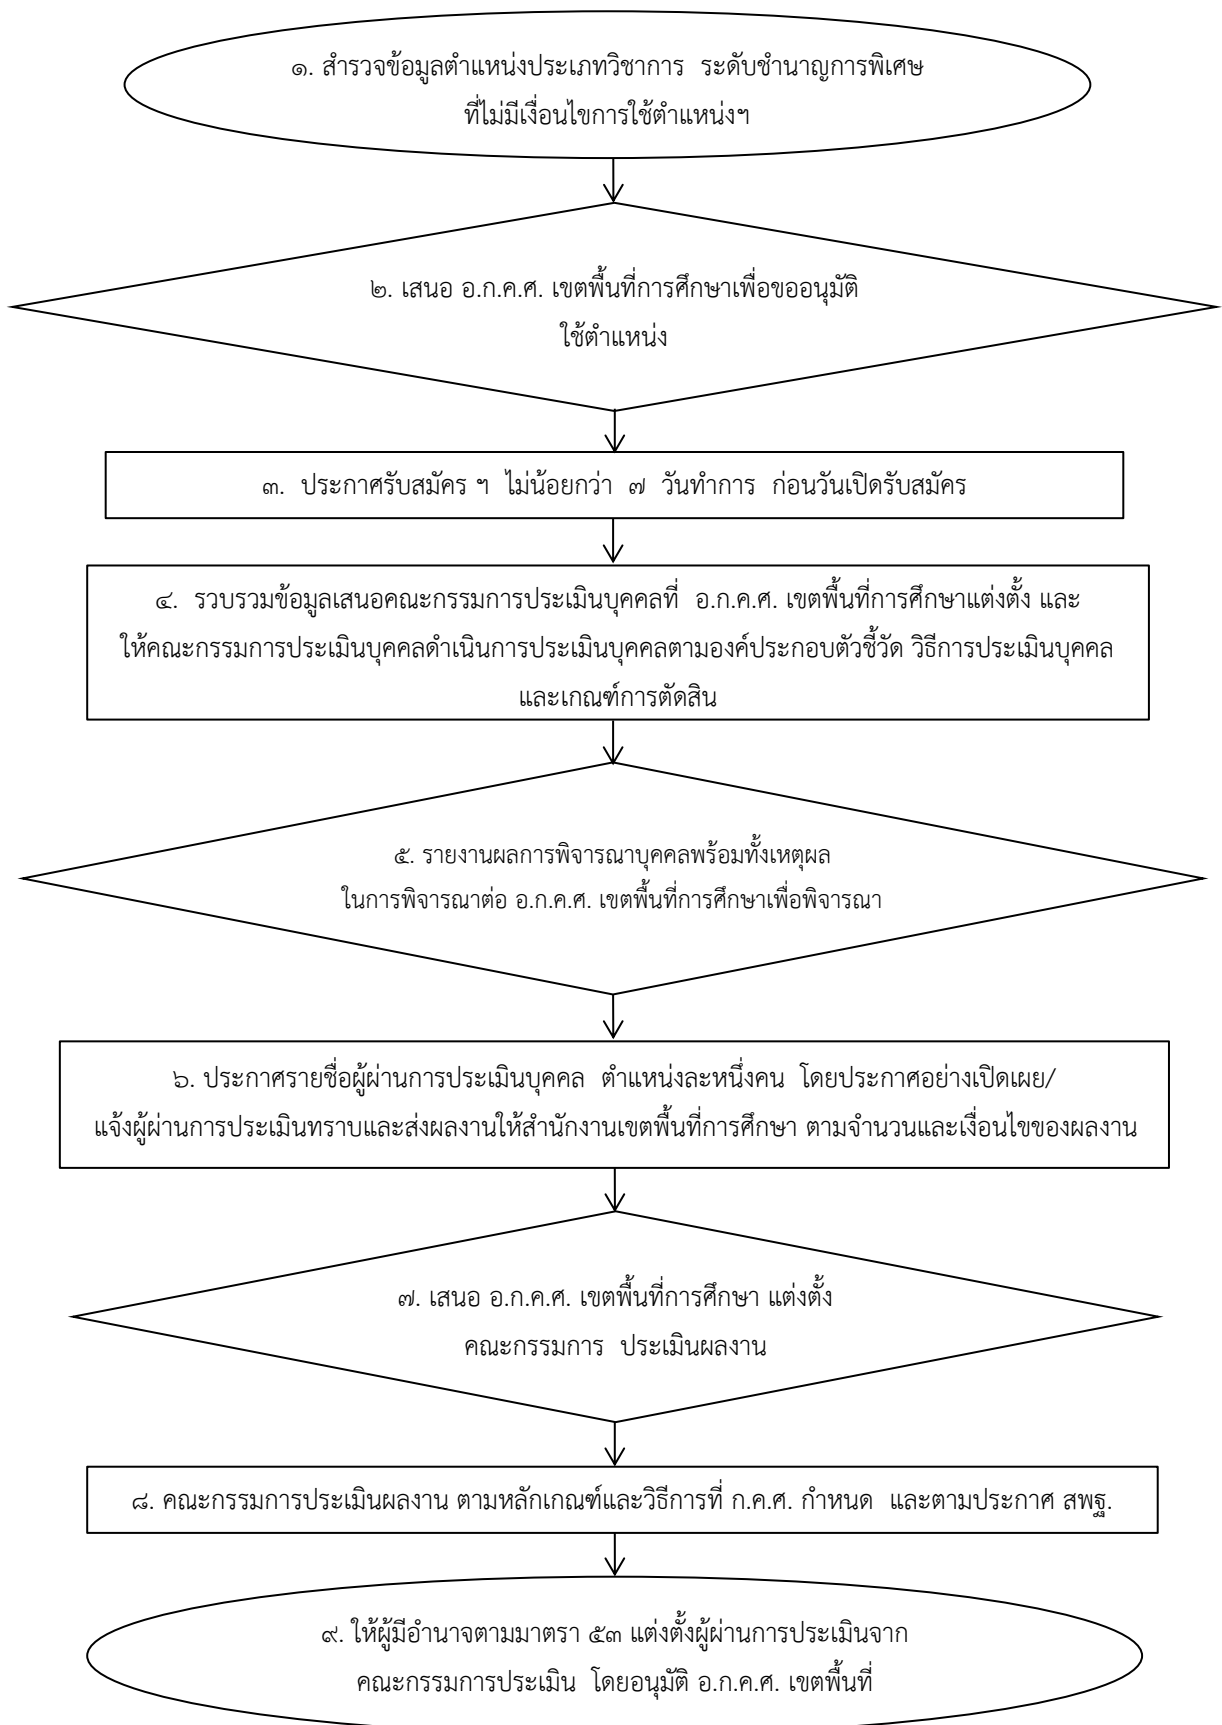 ๑. สำรวจข้อมูลตำแหน่งประเภทวิชาการ ระดับชำนาญการพิเศษ
ที่ไม่มีเงื่อนไขการใช้ตำแหน่งฯ
๒. เสนอ อ.ก.ค.ศ. เขตพื้นที่การศึกษาเพื่อขออนุมัติ
ใช้ตำแหน่ง
๓. ประกาศรับสมัคร ฯ ไม่น้อยกว่า ๗ วันทำการ ก่อนวันเปิดรับสมัคร
๔. รวบรวมข้อมูลเสนอคณะกรรมการประเมินบุคคลที่ อ.ก.ค.ศ. เขตพื้นที่การศึกษาแต่งตั้ง และ
ให้คณะกรรมการประเมินบุคคลดำเนินการประเมินบุคคลตามองค์ประกอบตัวชี้วัด วิธีการประเมินบุคคล
และเกณฑ์การตัดสิน
๕. รายงานผลการพิจารณาบุคคลพร้อมทั้งเหตุผล
ในการพิจารณาต่อ อ.ก.ค.ศ. เขตพื้นที่การศึกษาเพื่อพิจารณา
๖. ประกาศรายชื่อผู้ผ่านการประเมินบุคคล ตำแหน่งละหนึ่งคน โดยประกาศอย่างเปิดเผย/
แจ้งผู้ผ่านการประเมินทราบและส่งผลงานให้สำนักงานเขตพื้นที่การศึกษา ตามจำนวนและเงื่อนไขของผลงาน
๗. เสนอ อ.ก.ค.ศ. เขตพื้นที่การศึกษา แต่งตั้ง
คณะกรรมการ ประเมินผลงาน
๘. คณะกรรมการประเมินผลงาน ตามหลักเกณฑ์และวิธีการที่ ก.ค.ศ. กำหนด และตามประกาศ สพฐ.
๙. ให้ผู้มีอำนาจตามมาตรา ๕๓ แต่งตั้งผู้ผ่านการประเมินจาก
คณะกรรมการประเมิน โดยอนุมัติ อ.ก.ค.ศ. เขตพื้นที่